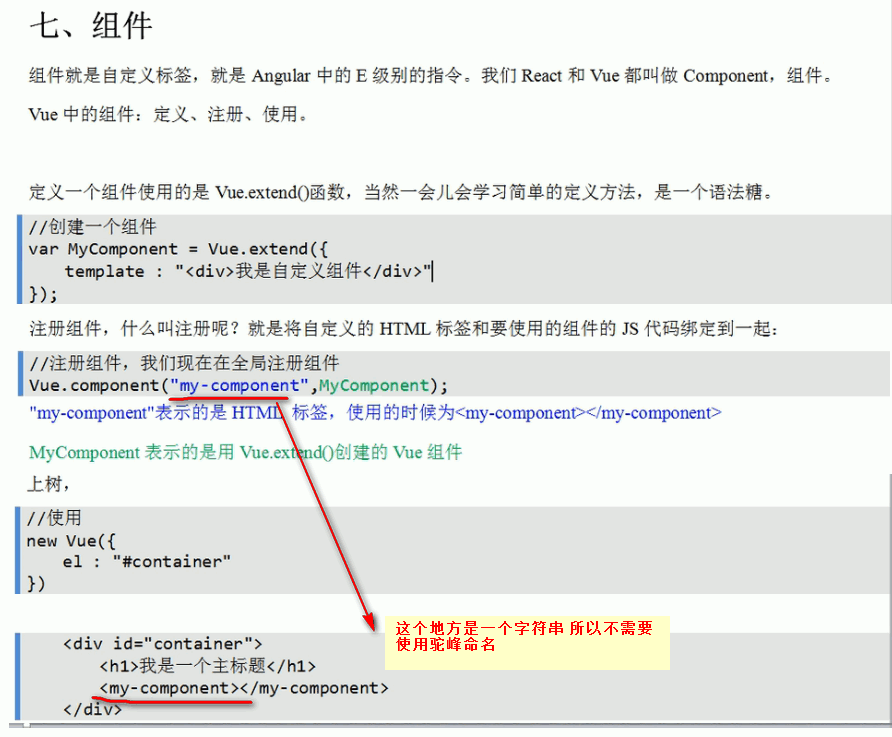 七、组件
组件就是自定义标签，就是 Angular 中的 E 级别的指令。我们 React 和 Vue 都叫做 Component，组件。
Vue 中的组件：定义、注册、使用。
定义一个组件使用的是 Vue.extend()函数，当然一会儿会学习简单的定义方法，是一个语法糖。
//创建一个组件
var MyComponent = Vue.extend({
template : "<div>我是自定义组件</div>"
});
注册组件，什么叫注册呢？就是将自定义的 HTML 标签和要使用的组件的 JS 代码绑定到一起：
//注册组件，我们现在在全局注册组件
Vue.component("my-component",MyComponent);
"my-component"表示的是 HTML 标签，使用的时候为<my-component></my-component>
MyComponent 表示的是用 Vue.extend()创建的 Vue 组件
上树，
//使用
new Vue({
el : "#container"
})
这个地方是一个字符串 所以不需要
使用驼峰命名
<div id="container">
<h1>我是一个主标题</h1>
<my-component></my-component>
</div>